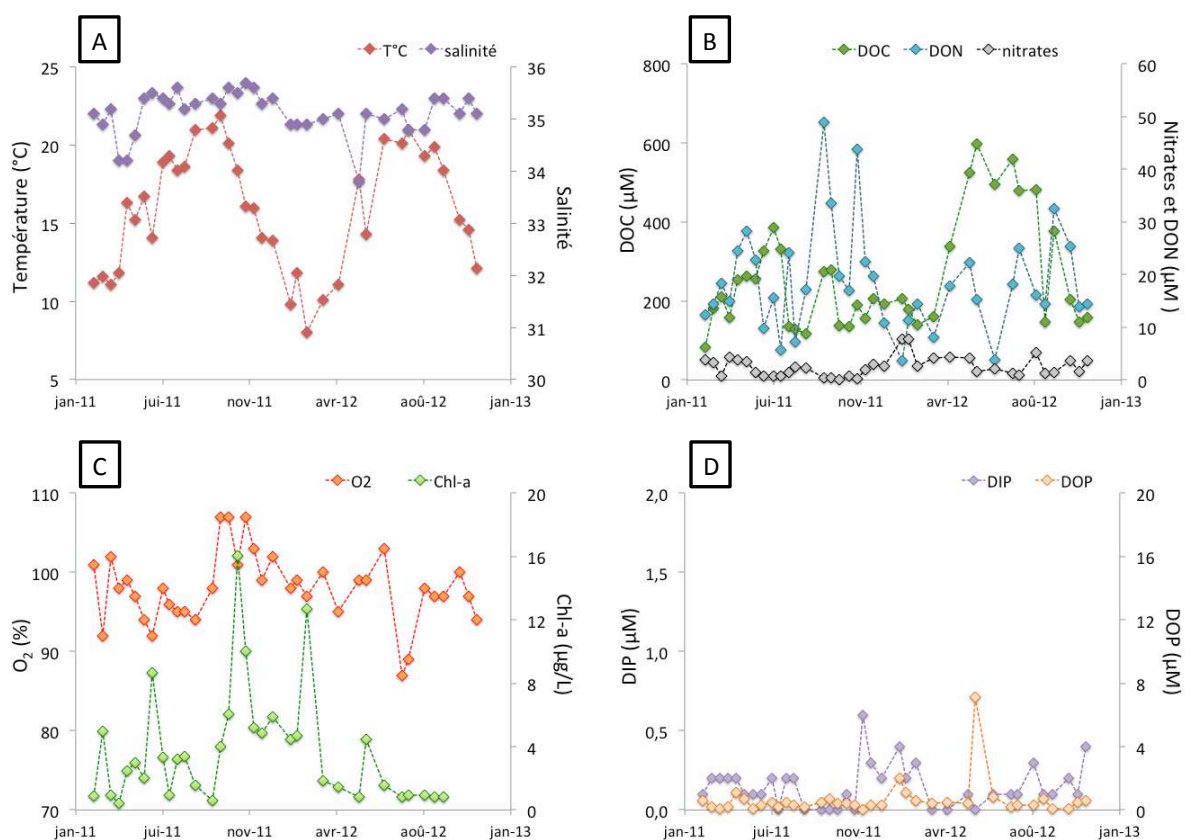 A
T°C
salinité
25
20
15
10
5
Température (°C)
36
35
34
33
32
31
30
Salinité
jan-11
jui-11
nov-11
avr-12
aoû-12
jan-13
B
DOC
DON
nitrates
800
600
400
200
0
DOC (µM)
60
50
40
30
20
10
0
Nitrates et DON (µM
jan-11
jui-11
nov-11
avr-12
aoû-12
jan-13
C
O2
Chl-a
110
100
90
80
70
O₂ (%)
20
16
12
8
4
0
Chl-a (µg/L)
jan-11
jui-11
nov-11
avr-12
aoû-12
jan-13
D
DIP
DOP
2,0
1,5
1,0
0,5
0,0
DIP (µM)
20
16
12
8
4
0
DOP (µM)
jan-11
jui-11
nov-11
avr-12
aoû-12
jan-13